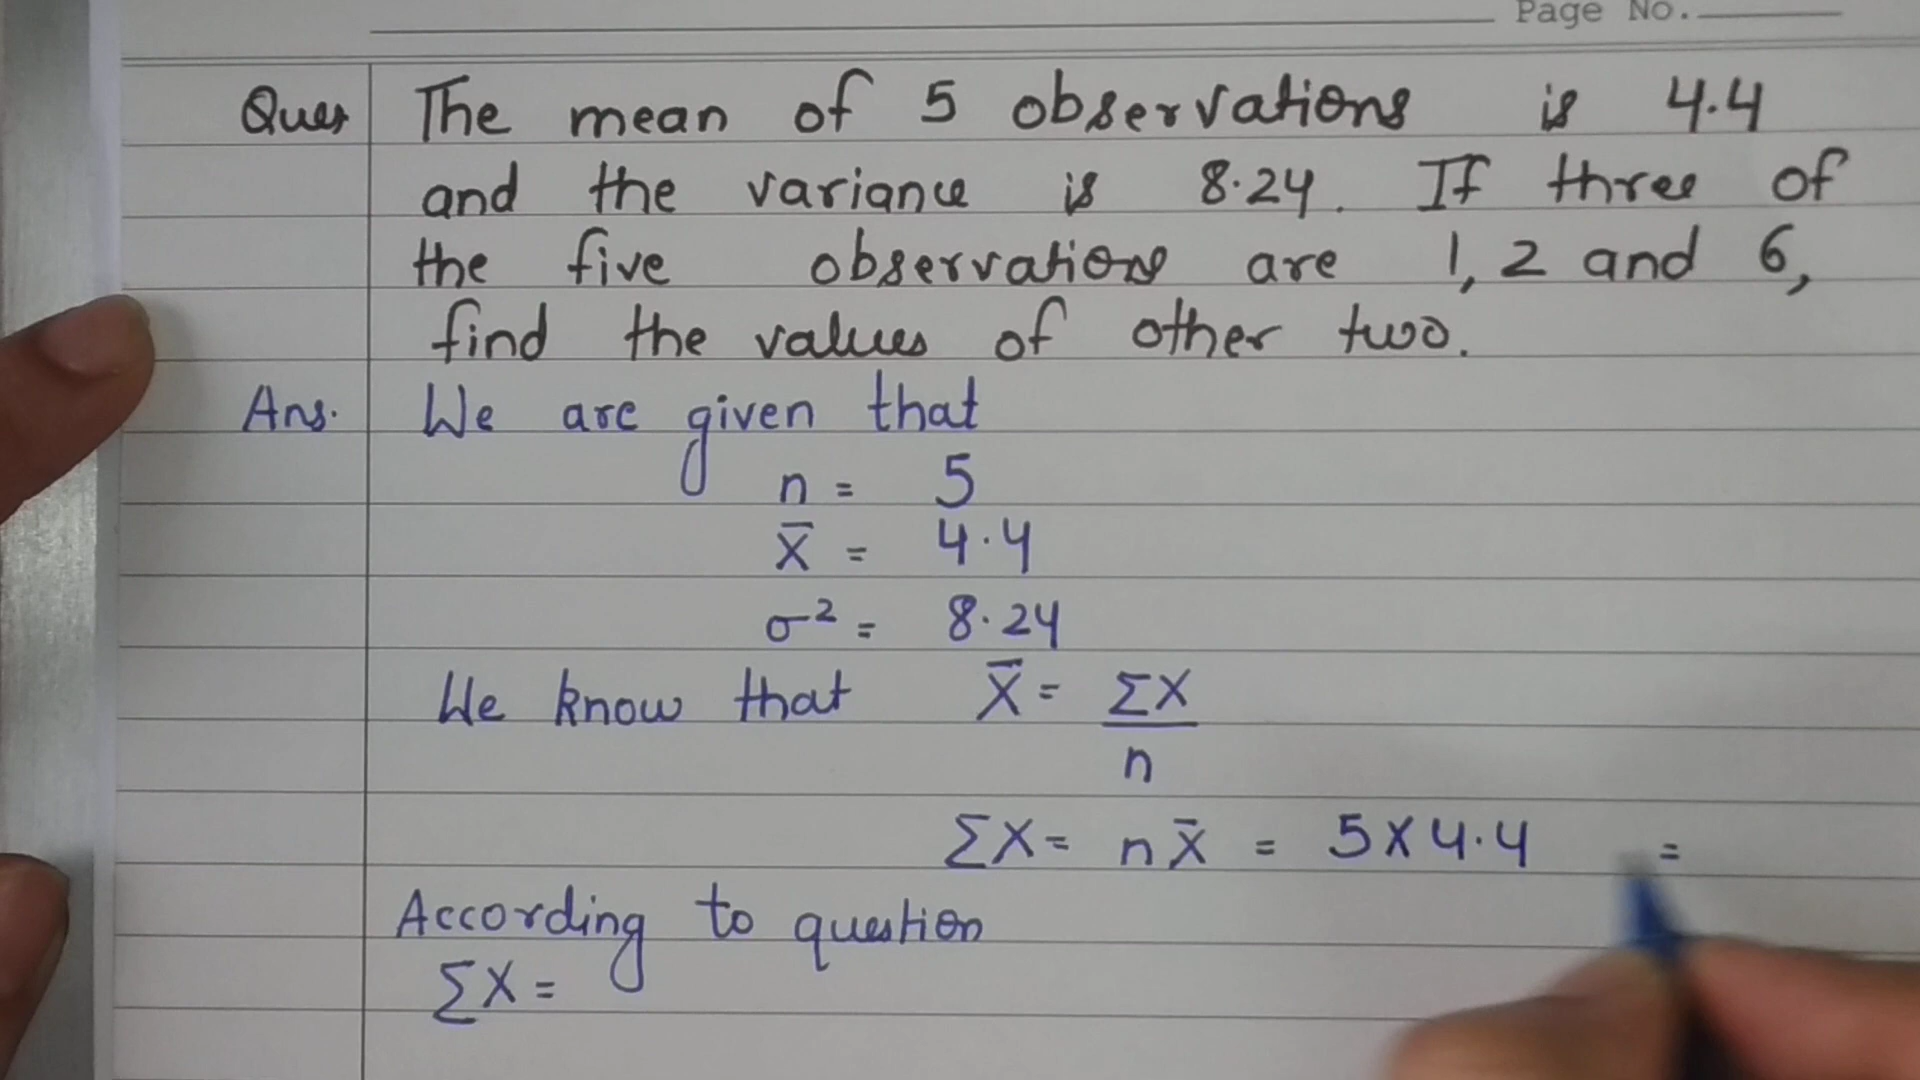 Page No.
Ques The mean of 5 observations is 4.4
and the variance is 8.24. If three of
the five observations are 1, 2 and 6,
find the values of other two.
Ans. We are given that
n = 5
X̄ = 4.4
σ² = 8.24
We know that X̄ = ΣX
n
ΣX = nX̄ = 5×4.4 =
According to question
ΣX =